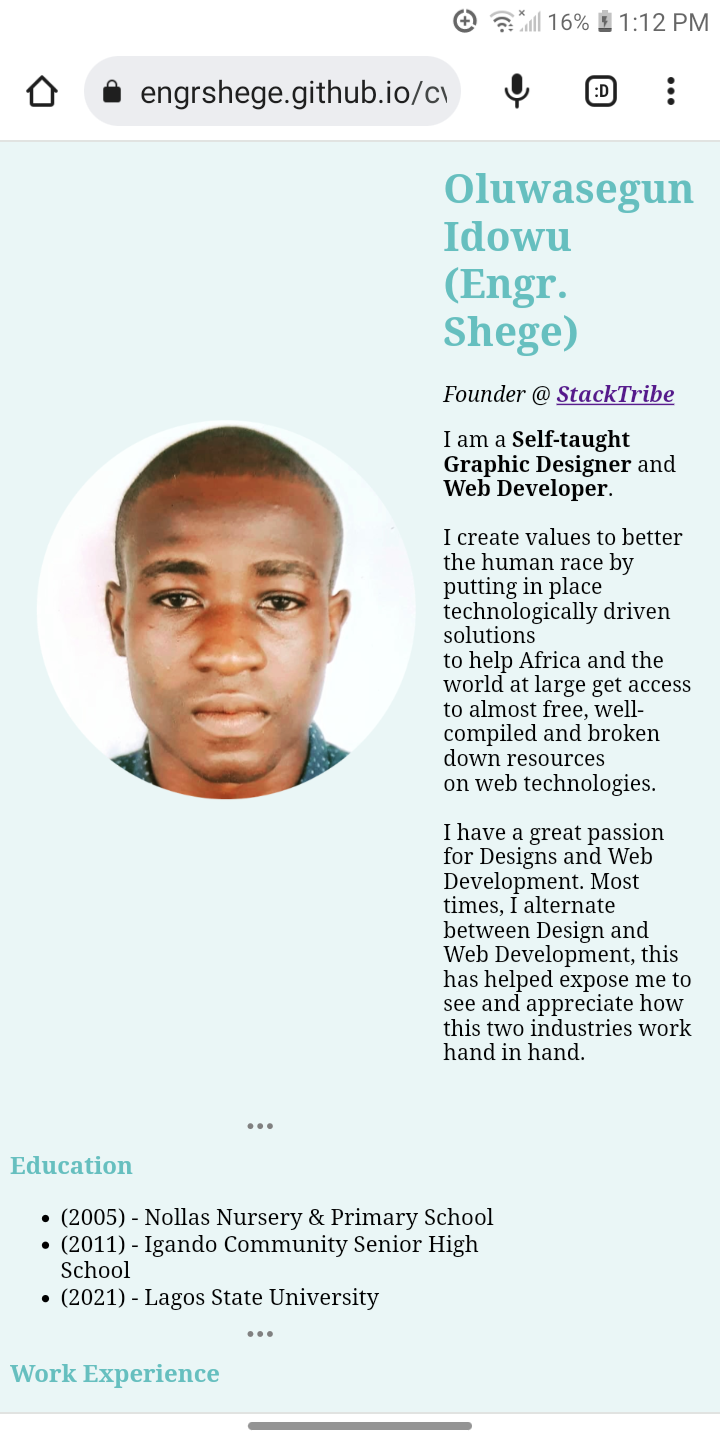 16% 1:12 PM
engrshege.github.io/cv
:D
Oluwasegun
Idowu
(Engr.
Shege)
Founder @ StackTribe
I am a Self-taught
Graphic Designer and
Web Developer.
I create values to better
the human race by
putting in place
technologically driven
solutions
to help Africa and the
world at large get access
to almost free, well-
compiled and broken
down resources
on web technologies.
I have a great passion
for Designs and Web
Development. Most
times, I alternate
between Design and
Web Development, this
has helped expose me to
see and appreciate how
this two industries work
hand in hand.
•••
Education
• (2005) - Nollas Nursery & Primary School
• (2011) - Igando Community Senior High
School
• (2021) - Lagos State University
•••
Work Experience